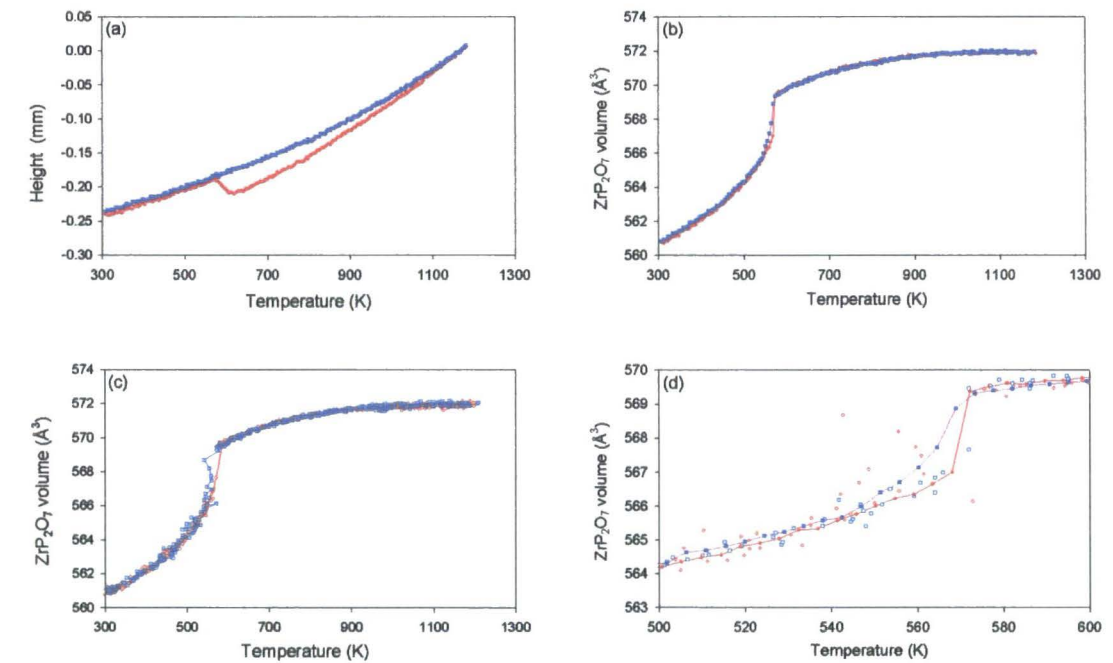 (a)
0.05
0.00
-0.05
-0.10
-0.15
-0.20
-0.25
-0.30
Height (mm)
300 500 700 900 1100 1300
Temperature (K)
(b)
574
572
570
568
566
564
562
560
ZrP₂O₇ volume (Å³)
300 500 700 900 1100 1300
Temperature (K)
(c)
574
572
570
568
566
564
562
560
ZrP₂O₇ volume (Å³)
300 500 700 900 1100 1300
Temperature (K)
(d)
570
569
568
567
566
565
564
563
ZrP₂O₇ volume (Å³)
500 520 540 560 580 600
Temperature (K)